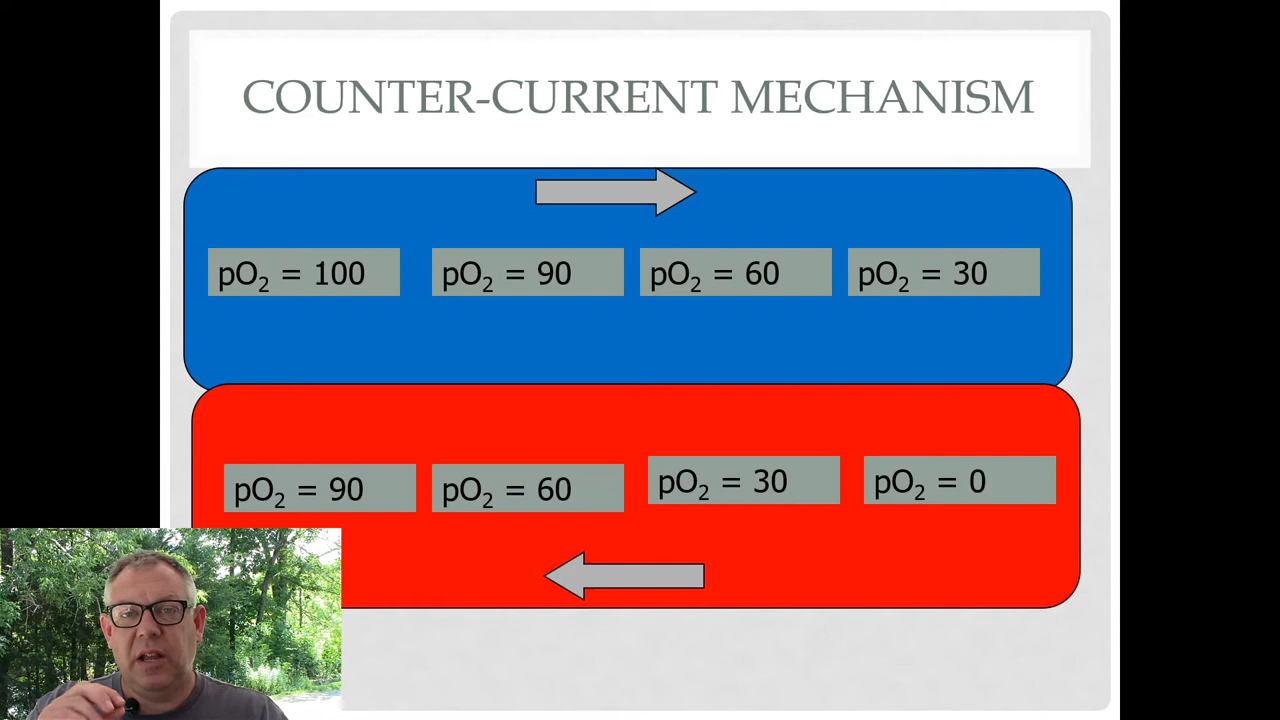 COUNTER-CURRENT MECHANISM
pO₂ = 100 pO₂ = 90 pO₂ = 60 pO₂ = 30
pO₂ = 90 pO₂ = 60 pO₂ = 30 pO₂ = 0